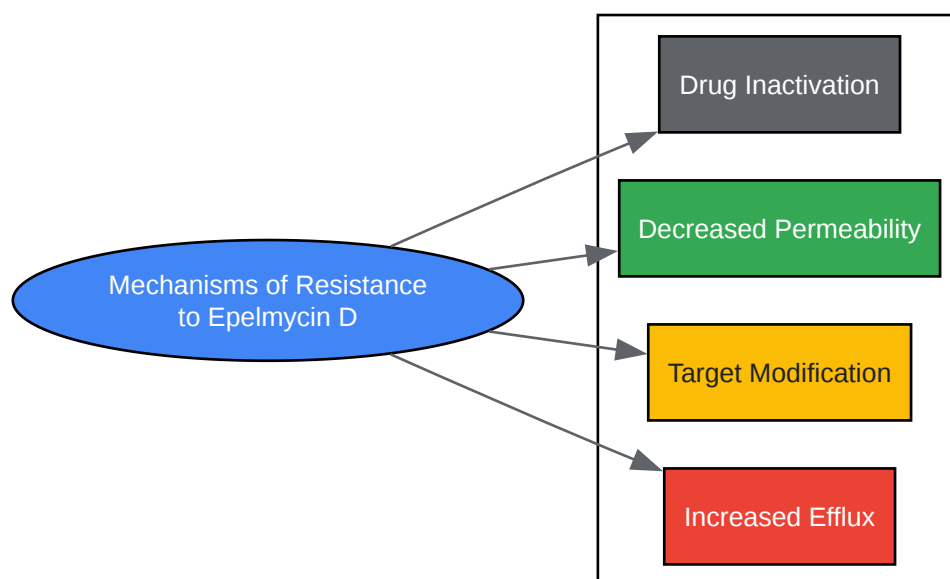 Drug Inactivation
Decreased Permeability
Mechanisms of Resistance
to Epelmycin D
Target Modification
Increased Efflux